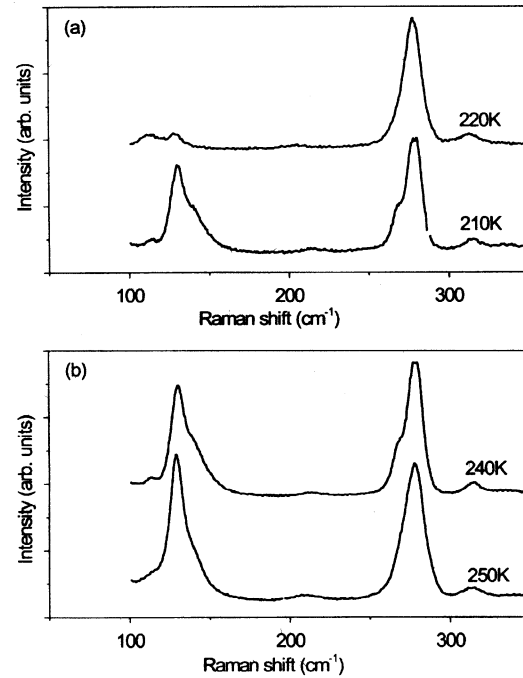 (a)
Intensity (arb. units)
220K
210K
100 200 300
Raman shift (cm⁻¹)
(b)
Intensity (arb. units)
240K
250K
100 200 300
Raman shift (cm⁻¹)